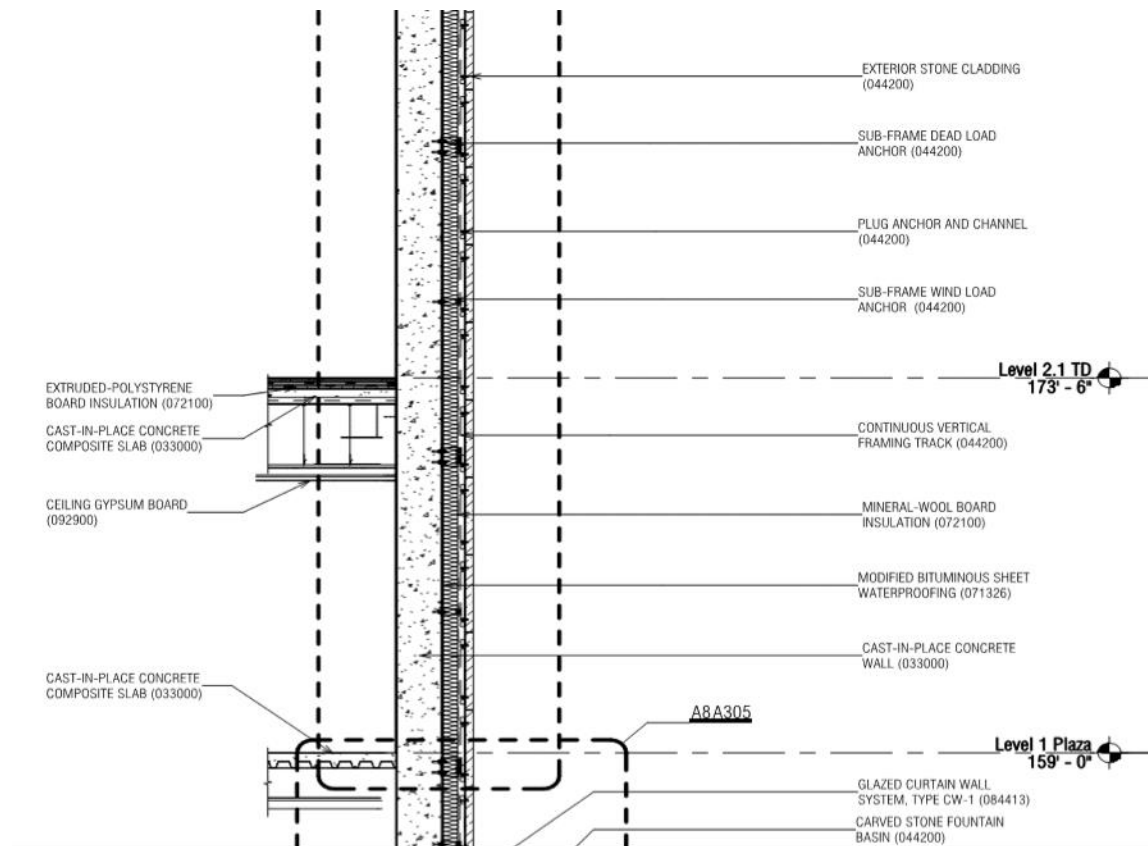 EXTERIOR STONE CLADDING
(044200)
SUB-FRAME DEAD LOAD
ANCHOR (044200)
PLUG ANCHOR AND CHANNEL
(044200)
SUB-FRAME WIND LOAD
ANCHOR (044200)
Level 2.1 TD
173' - 6"
EXTRUDED-POLYSTYRENE
BOARD INSULATION (072100)
CAST-IN-PLACE CONCRETE
COMPOSITE SLAB (033000)
CONTINUOUS VERTICAL
FRAMING TRACK (044200)
CEILING GYPSUM BOARD
(092900)
MINERAL-WOOL BOARD
INSULATION (072100)
MODIFIED BITUMINOUS SHEET
WATERPROOFING (071326)
CAST-IN-PLACE CONCRETE
WALL (033000)
CAST-IN-PLACE CONCRETE
COMPOSITE SLAB (033000)
A8A305
Level 1 Plaza
159' - 0"
GLAZED CURTAIN WALL
SYSTEM, TYPE CW-1 (084413)
CARVED STONE FOUNTAIN
BASIN (044200)